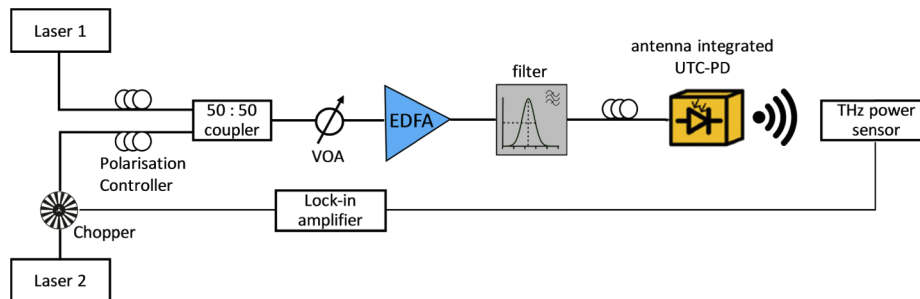 Laser 1
antenna integrated
UTC-PD
filter
50 : 50
coupler
EDFA
THz power
sensor
VOA
Polarisation
Controller
Lock-in
amplifier
Chopper
Laser 2